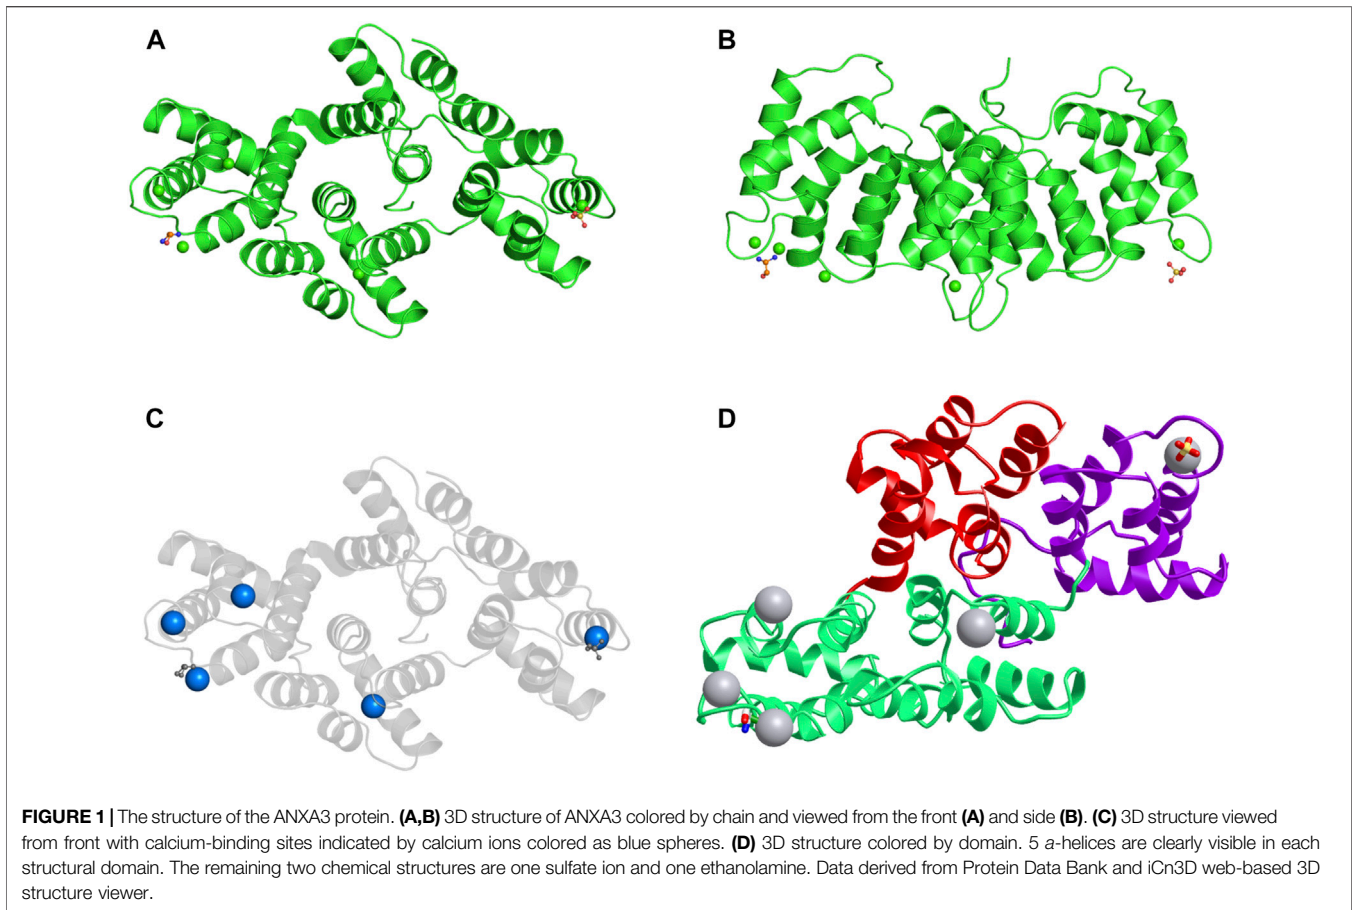 A
B
C
D
FIGURE 1 | The structure of the ANXA3 protein. (A,B) 3D structure of ANXA3 colored by chain and viewed from the front (A) and side (B). (C) 3D structure viewed
from front with calcium-binding sites indicated by calcium ions colored as blue spheres. (D) 3D structure colored by domain. 5 a-helices are clearly visible in each
structural domain. The remaining two chemical structures are one sulfate ion and one ethanolamine. Data derived from Protein Data Bank and iCn3D web-based 3D
structure viewer.